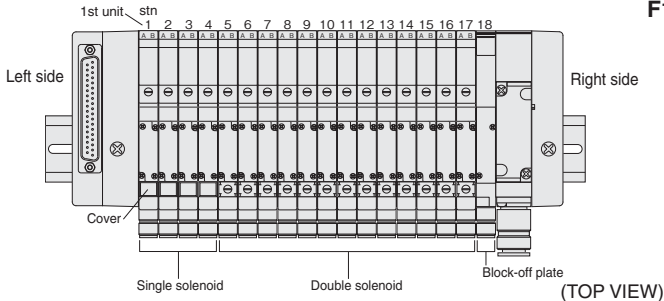 F1
1st unit stn
1 2 3 4 5 6 7 8 9 10 11 12 13 14 15 16 17 18
A B A B A B A B A B A B A B A B A B A B A B A B A B A B A B A B A B
Left side
Right side
Cover
Single solenoid
Double solenoid
Block-off plate
(TOP VIEW)